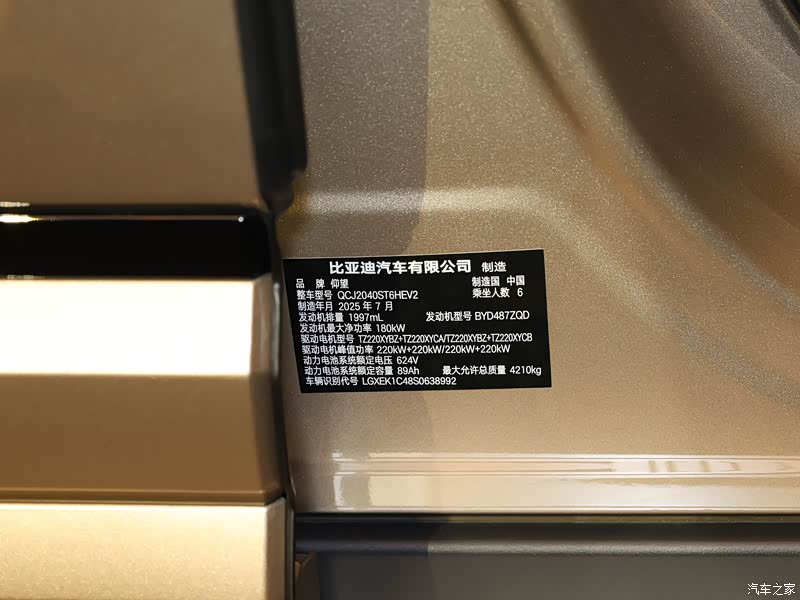 比亚迪汽车有限公司 制造
品 牌 仰望 制造国 中国
整车型号 QCJ2040ST6HEV2 乘坐人数 6
制造年月 2025 年 7 月
发动机排量 1997mL 发动机型号 BYD487ZQD
发动机最大净功率 180kW
驱动电机型号 TZ220XYBZ+TZ220XYCA/TZ220XYBZ+TZ220XYCB
驱动电机峰值功率 220kW+220kW/220kW+220kW
动力电池系统额定电压 624V
动力电池系统额定容量 89Ah 最大允许总质量 4210kg
车辆识别代号 LGXEK1C48S0638992
汽车之家